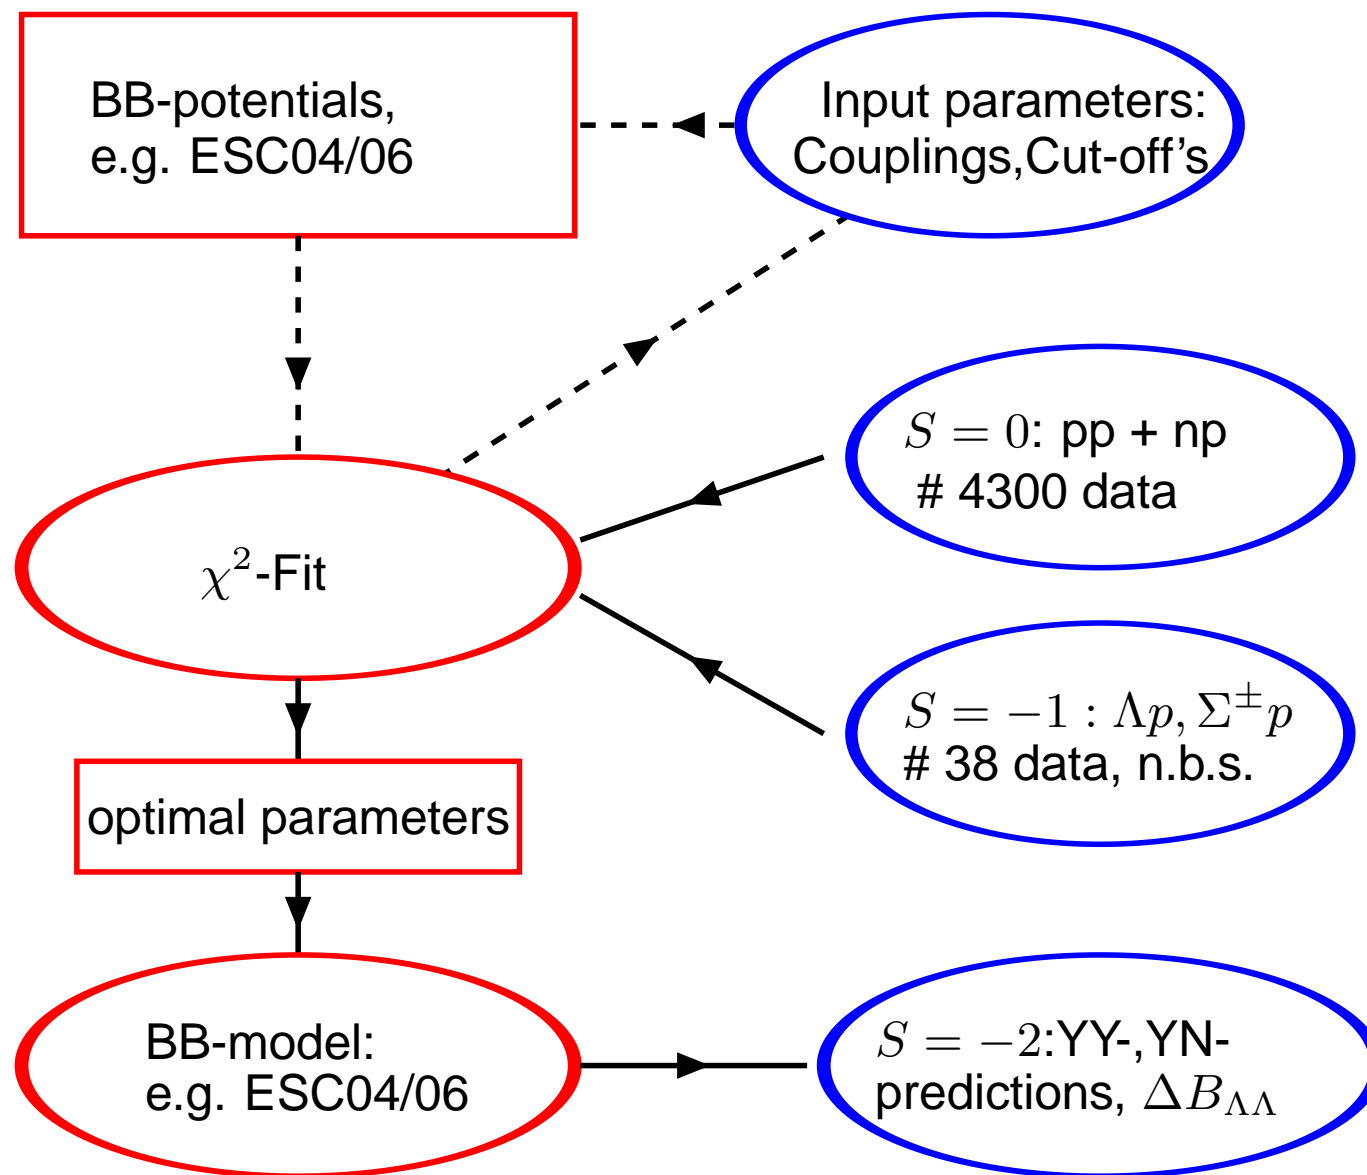 BB-potentials,
e.g. ESC04/06
Input parameters:
Couplings,Cut-off's
S = 0: pp + np
# 4300 data
χ²-Fit
S = −1 : Λp, Σ±p
# 38 data, n.b.s.
optimal parameters
BB-model:
e.g. ESC04/06
S = −2:YY-,YN-
predictions, ΔB_ΛΛ